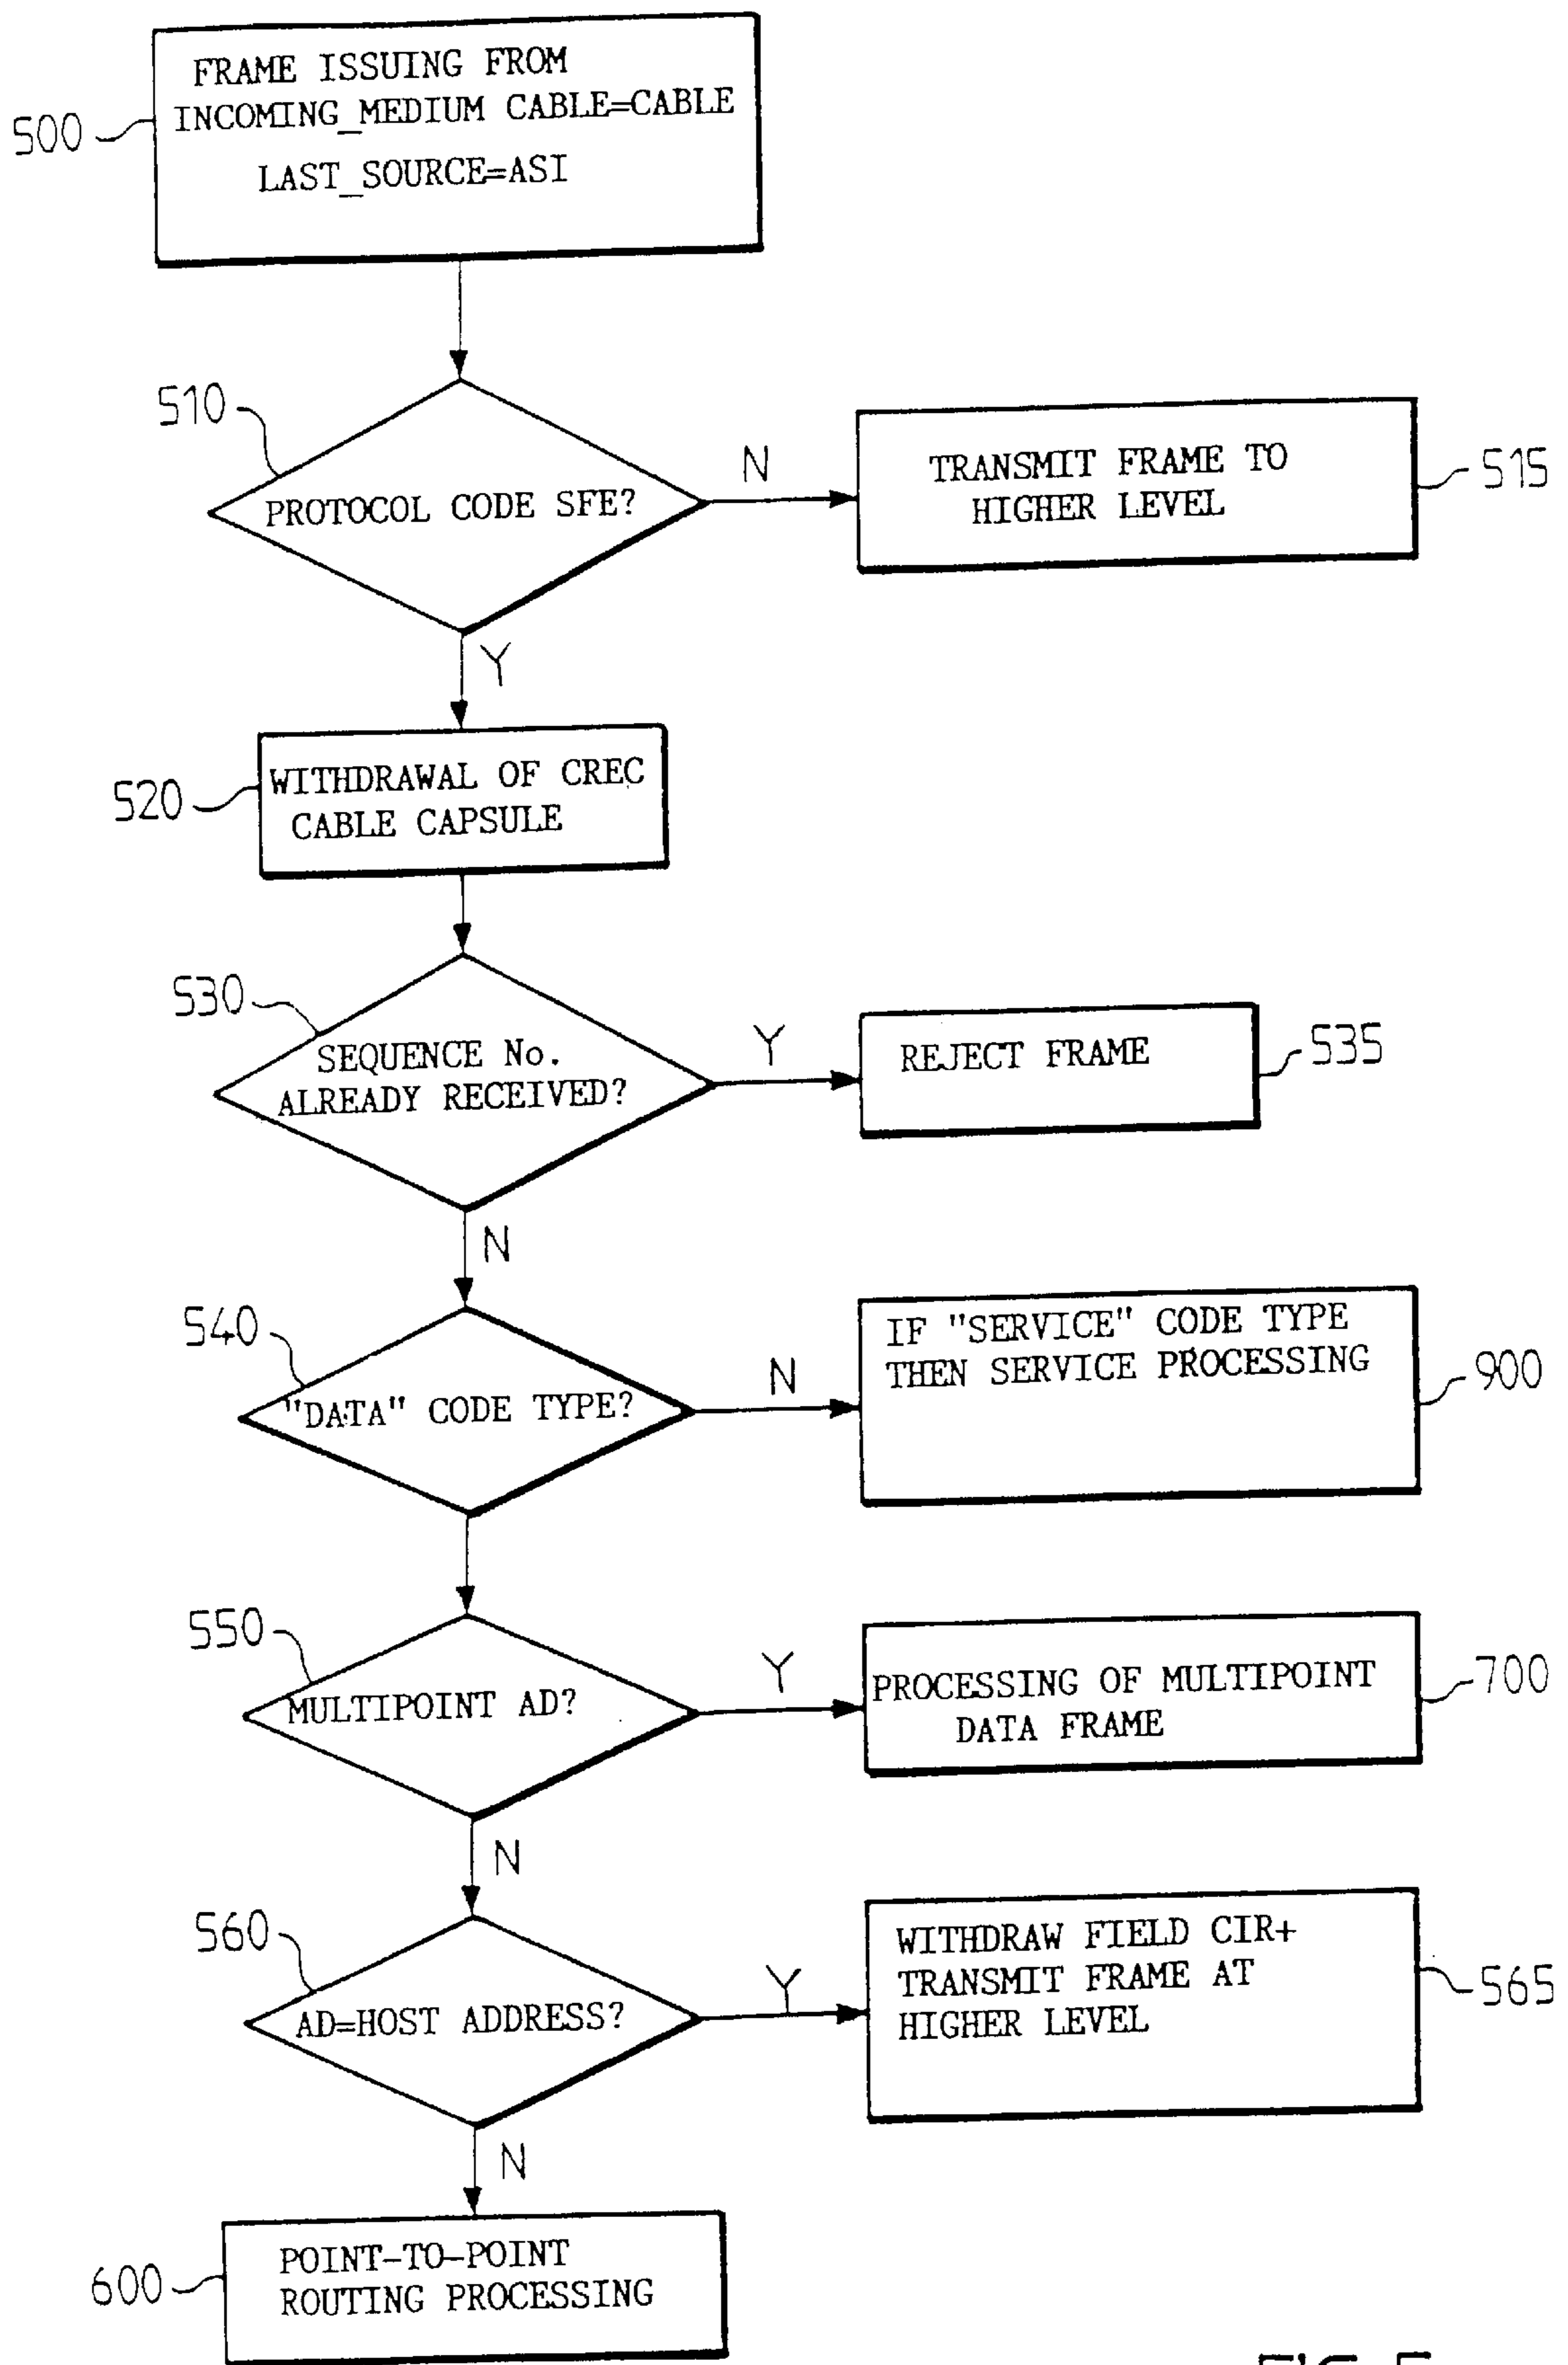 FRAME ISSUING FROM
INCOMING_MEDIUM CABLE=CABLE
LAST_SOURCE=ASI
500
510
PROTOCOL CODE SFE?
N
TRANSMIT FRAME TO
HIGHER LEVEL
515
Y
520
WITHDRAWAL OF CREC
CABLE CAPSULE
530
SEQUENCE No.
ALREADY RECEIVED?
Y
REJECT FRAME
535
N
540
"DATA" CODE TYPE?
N
IF "SERVICE" CODE TYPE
THEN SERVICE PROCESSING
900
550
MULTIPOINT AD?
Y
PROCESSING OF MULTIPOINT
DATA FRAME
700
N
560
AD=HOST ADDRESS?
Y
WITHDRAW FIELD CIR+
TRANSMIT FRAME AT
HIGHER LEVEL
565
N
600
POINT-TO-POINT
ROUTING PROCESSING